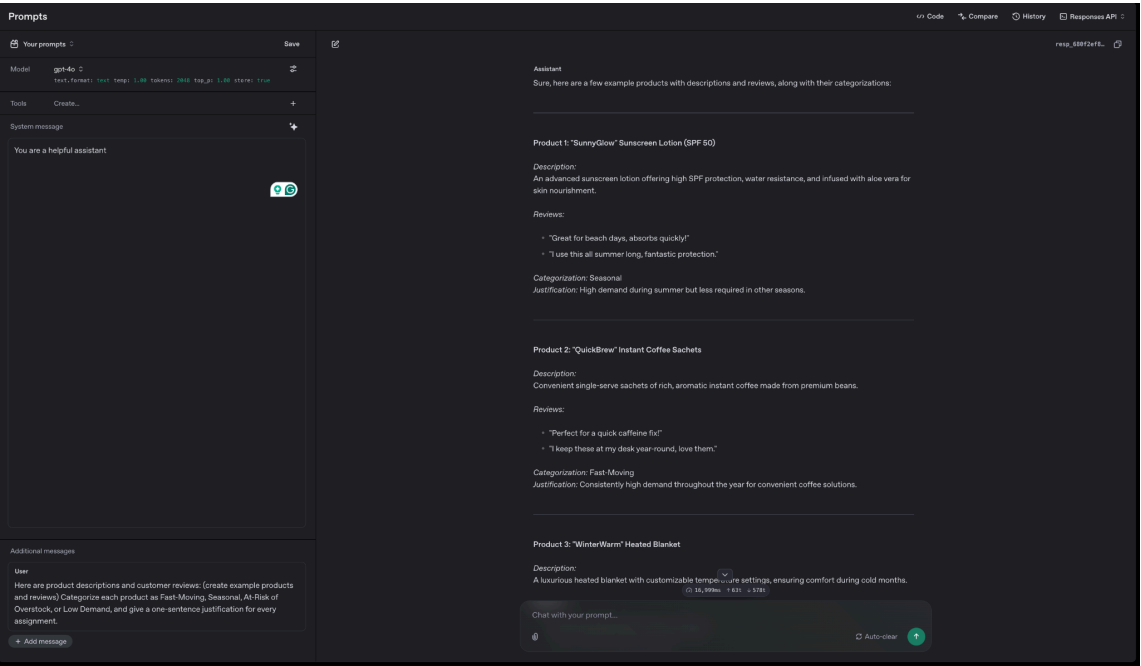 Prompts
Code
Compare
History
Responses API
Your prompts
Save
resp_680f2ef8…
Model
gpt-4o
text.format: text temp: 1.00 tokens: 2048 top_p: 1.00 store: true
Tools
Create...
System message
You are a helpful assistant
Additional messages
User
Here are product descriptions and customer reviews: (create example products
and reviews) Categorize each product as Fast-Moving, Seasonal, At-Risk of
Overstock, or Low Demand, and give a one-sentence justification for every
assignment.
+ Add message
Assistant
Sure, here are a few example products with descriptions and reviews, along with their categorizations:
Product 1: "SunnyGlow" Sunscreen Lotion (SPF 50)
Description:
An advanced sunscreen lotion offering high SPF protection, water resistance, and infused with aloe vera for
skin nourishment.
Reviews:
"Great for beach days, absorbs quickly!"
"I use this all summer long, fantastic protection."
Categorization: Seasonal
Justification: High demand during summer but less required in other seasons.
Product 2: "QuickBrew" Instant Coffee Sachets
Description:
Convenient single-serve sachets of rich, aromatic instant coffee made from premium beans.
Reviews:
"Perfect for a quick caffeine fix!"
"I keep these at my desk year-round, love them."
Categorization: Fast-Moving
Justification: Consistently high demand throughout the year for convenient coffee solutions.
Product 3: "WinterWarm" Heated Blanket
Description:
A luxurious heated blanket with customizable temperature settings, ensuring comfort during cold months.
16,999ms ↑63t ↓578t
Chat with your prompt...
Auto-clear